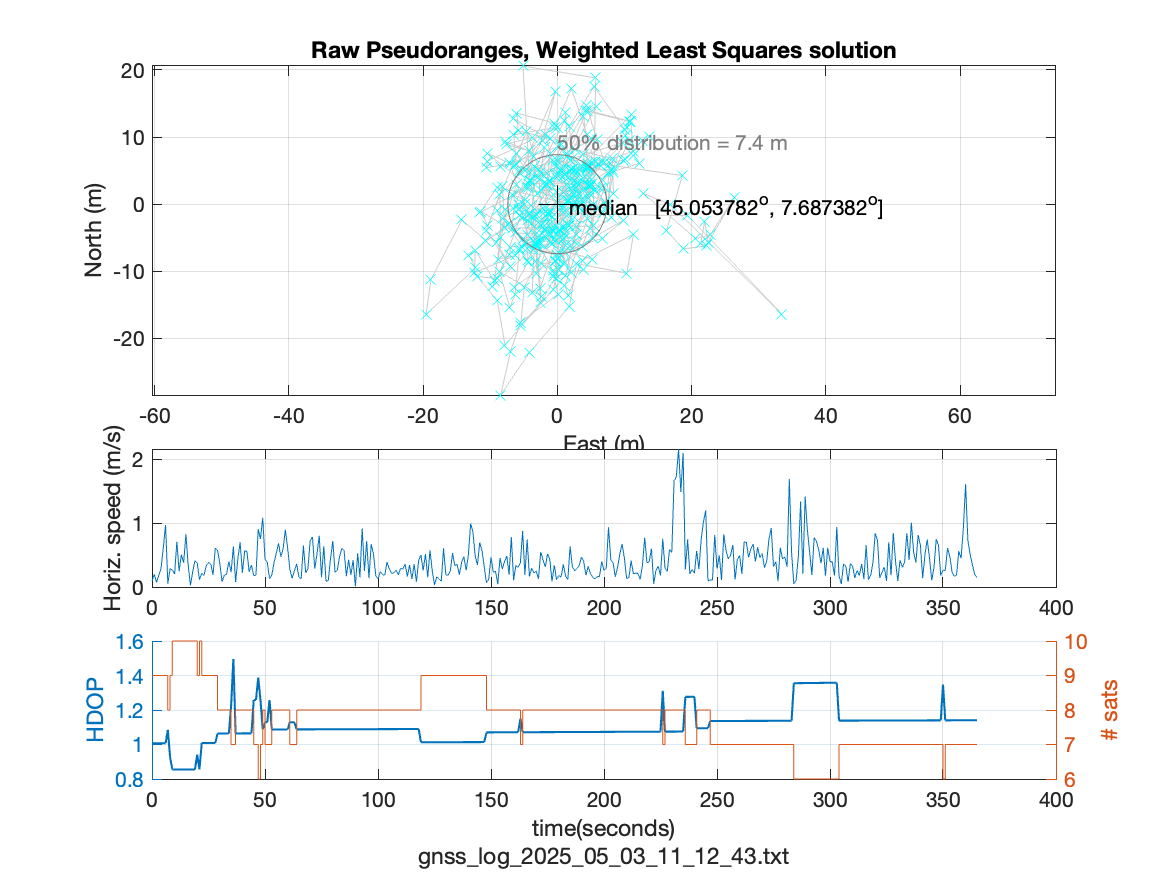 Raw Pseudoranges, Weighted Least Squares solution
20
10
0
-10
-20
North (m)
50% distribution = 7.4 m
median [45.053782o, 7.687382o]
-60 -40 -20 0 20 40 60
East (m)
Horiz. speed (m/s)
2
1
0
0 50 100 150 200 250 300 350 400
HDOP
1.6
1.4
1.2
1
0.8
10
9
8
7
6
# sats
0 50 100 150 200 250 300 350 400
time(seconds)
gnss_log_2025_05_03_11_12_43.txt